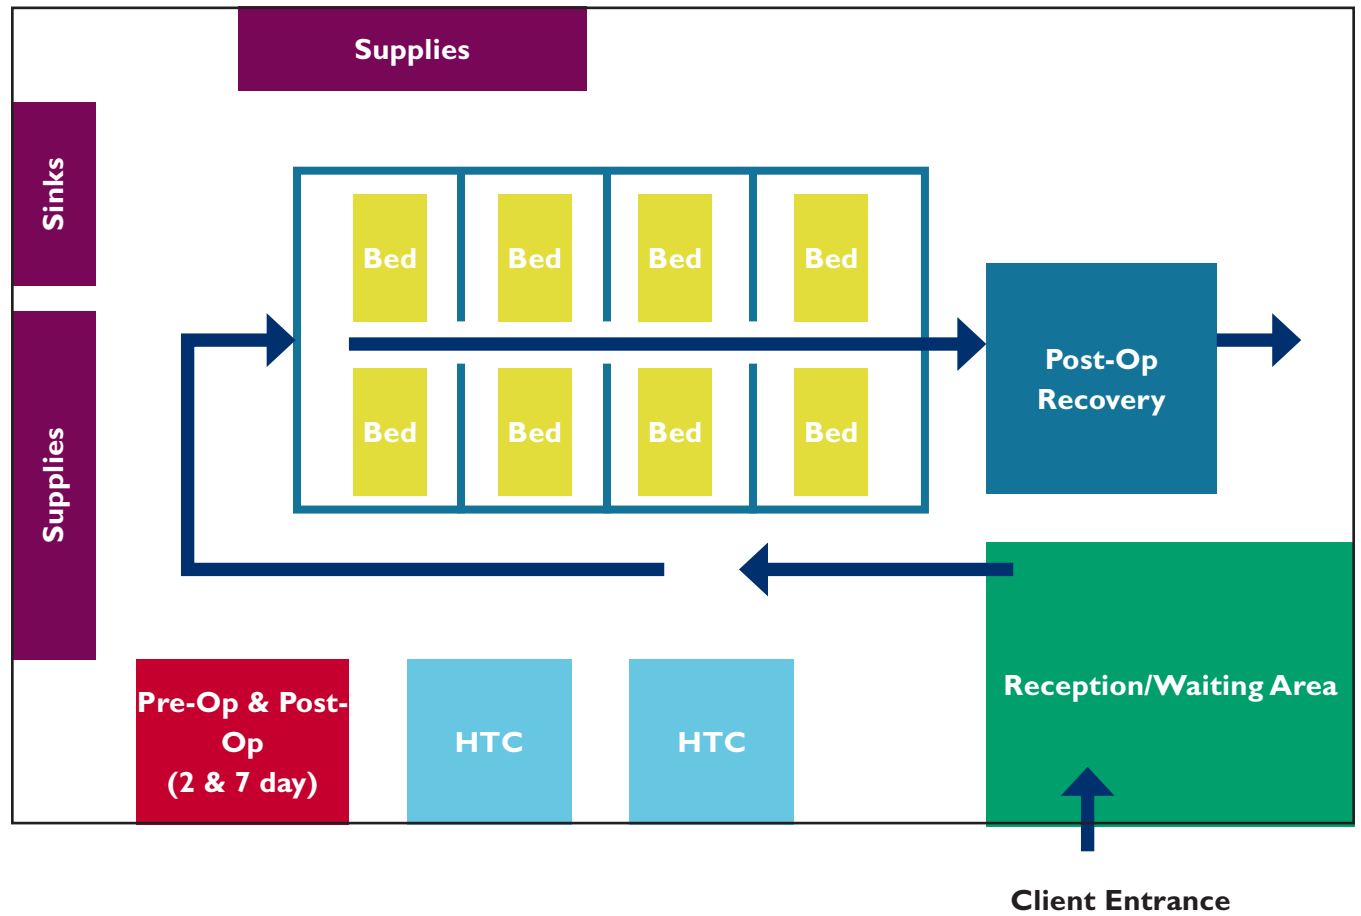 Supplies
Sinks
Bed Bed Bed Bed
Post-Op
Recovery
Bed Bed Bed Bed
Supplies
Reception/Waiting Area
Pre-Op & Post-
Op
(2 & 7 day)
HTC
HTC
Client Entrance